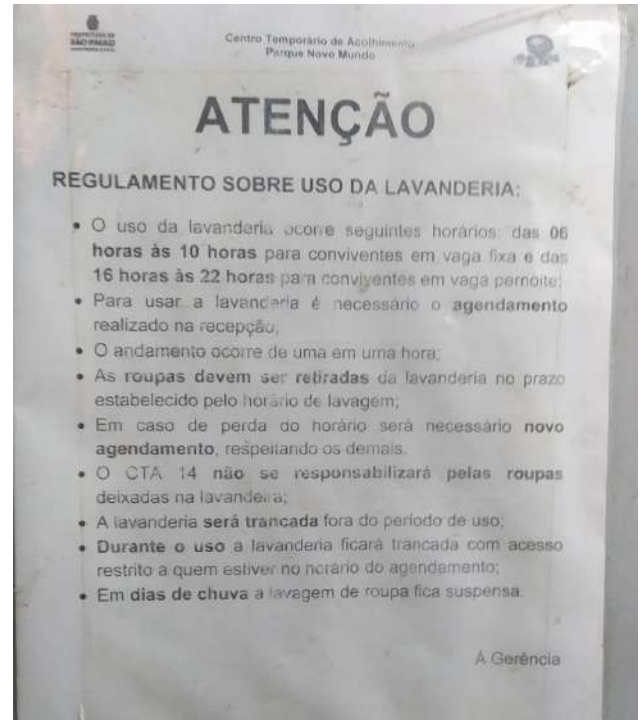 PREFEITURA DE
SÃO PAULO
Centro Temporário de Acolhimento
Parque Novo Mundo
ATENÇÃO
REGULAMENTO SOBRE USO DA LAVANDERIA:
• O uso da lavanderia ocorre seguintes horários: das 06
horas às 10 horas para conviventes em vaga fixa e das
16 horas às 22 horas para conviventes em vaga pernoite;
• Para usar a lavanderia é necessário o agendamento
realizado na recepção;
• O andamento ocorre de uma em uma hora;
• As roupas devem ser retiradas da lavanderia no prazo
estabelecido pelo horário de lavagem;
• Em caso de perda do horário será necessário novo
agendamento, respeitando os demais.
• O CTA 14 não se responsabilizará pelas roupas
deixadas na lavanderia;
• A lavanderia será trancada fora do período de uso;
• Durante o uso a lavanderia ficará trancada com acesso
restrito a quem estiver no horário do agendamento;
• Em dias de chuva a lavagem de roupa fica suspensa.
A Gerência